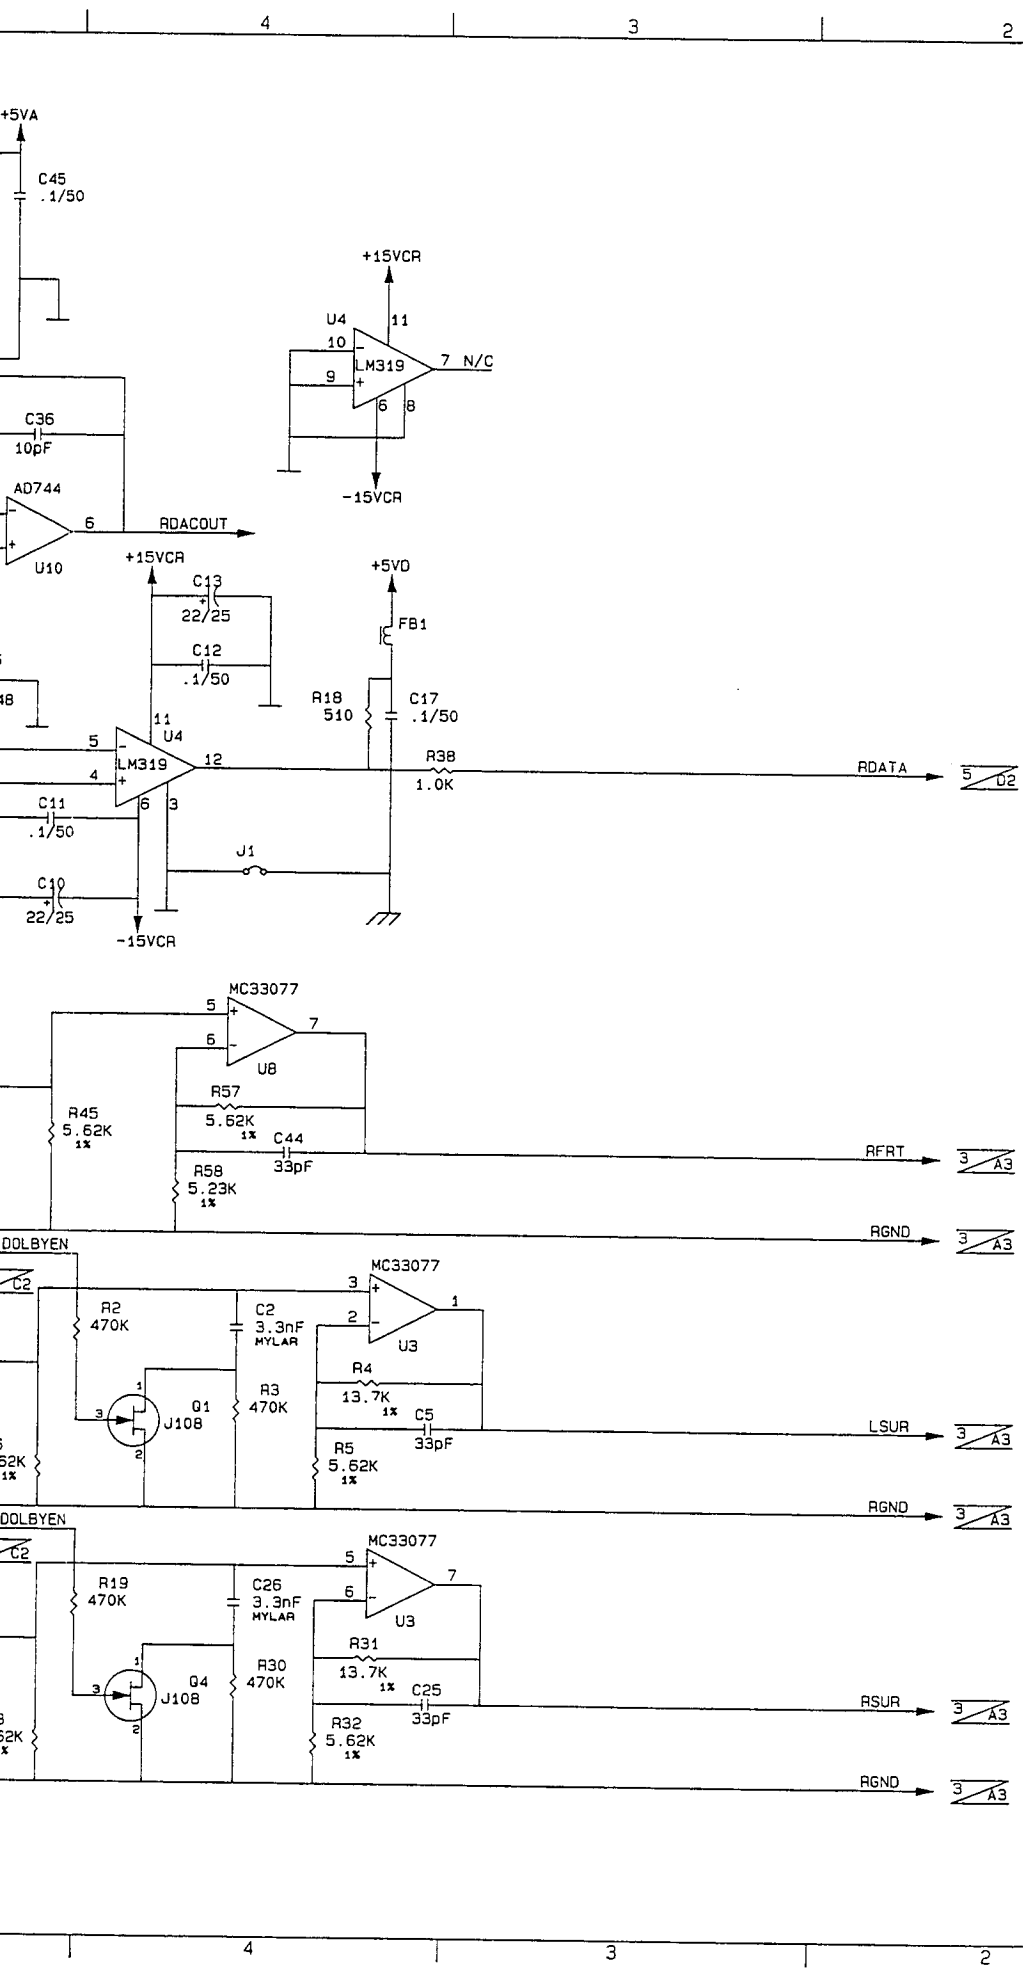 4 3 2
+5VA
C45
.1/50
+15VCR
U4
11
10
LM319
9
7 N/C
6 8
-15VCR
C36
10pF
AD744
6
RDACOUT
U10
+15VCR
C13
+
22/25
C12
.1/50
+5VD
FB1
R18
510
C17
.1/50
48
11
U4
5
LM319
4
12
6 3
R38
1.0K
RDATA
5 D2
C11
.1/50
J1
C10
+
22/25
-15VCR
MC33077
5
6
7
U8
R57
5.62K
1%
R45
5.62K
1%
C44
33pF
RFRT
3 A3
R58
5.23K
1%
RGND
3 A3
DOLBYEN
C2
R2
470K
MC33077
3
2
1
U3
C2
3.3nF
MYLAR
R4
13.7K
1%
1
Q1
J108
3
2
R3
470K
C5
33pF
LSUR
3 A3
62K
1%
R5
5.62K
1%
RGND
3 A3
DOLBYEN
C2
R19
470K
MC33077
5
6
7
U3
C26
3.3nF
MYLAR
R31
13.7K
1%
1
Q4
J108
3
2
R30
470K
C25
33pF
RSUR
3 A3
62K
%
R32
5.62K
1%
RGND
3 A3
4 3 2